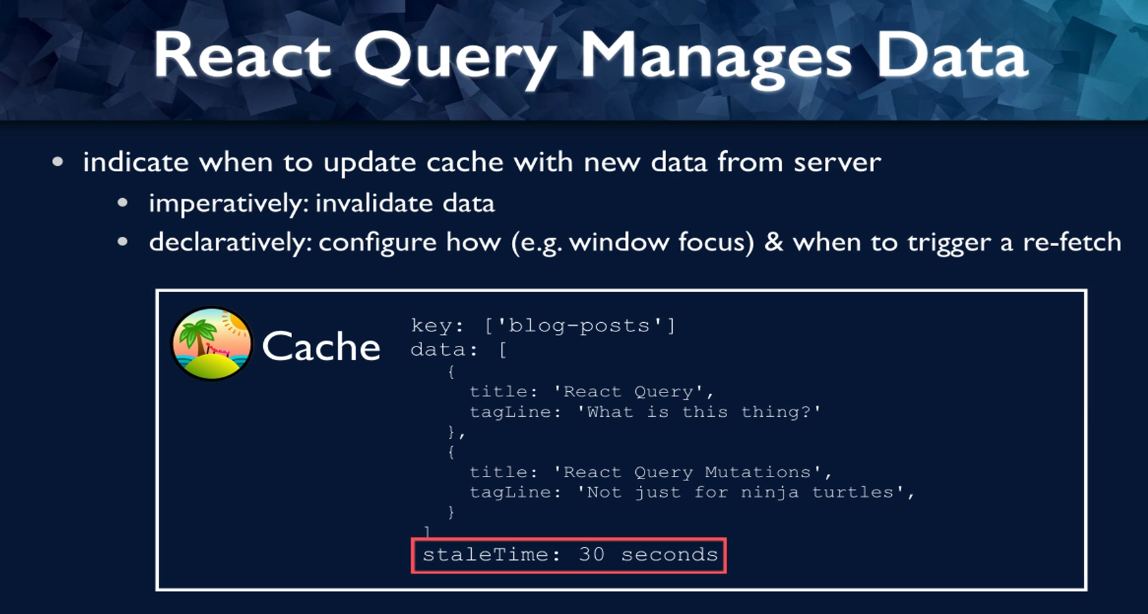 React Query Manages Data
• indicate when to update cache with new data from server
• imperatively: invalidate data
• declaratively: configure how (e.g. window focus) & when to trigger a re-fetch
Cache
key: ['blog-posts']
data: [
{
title: 'React Query',
tagLine: 'What is this thing?'
},
{
title: 'React Query Mutations',
tagLine: 'Not just for ninja turtles',
}
]
staleTime: 30 seconds